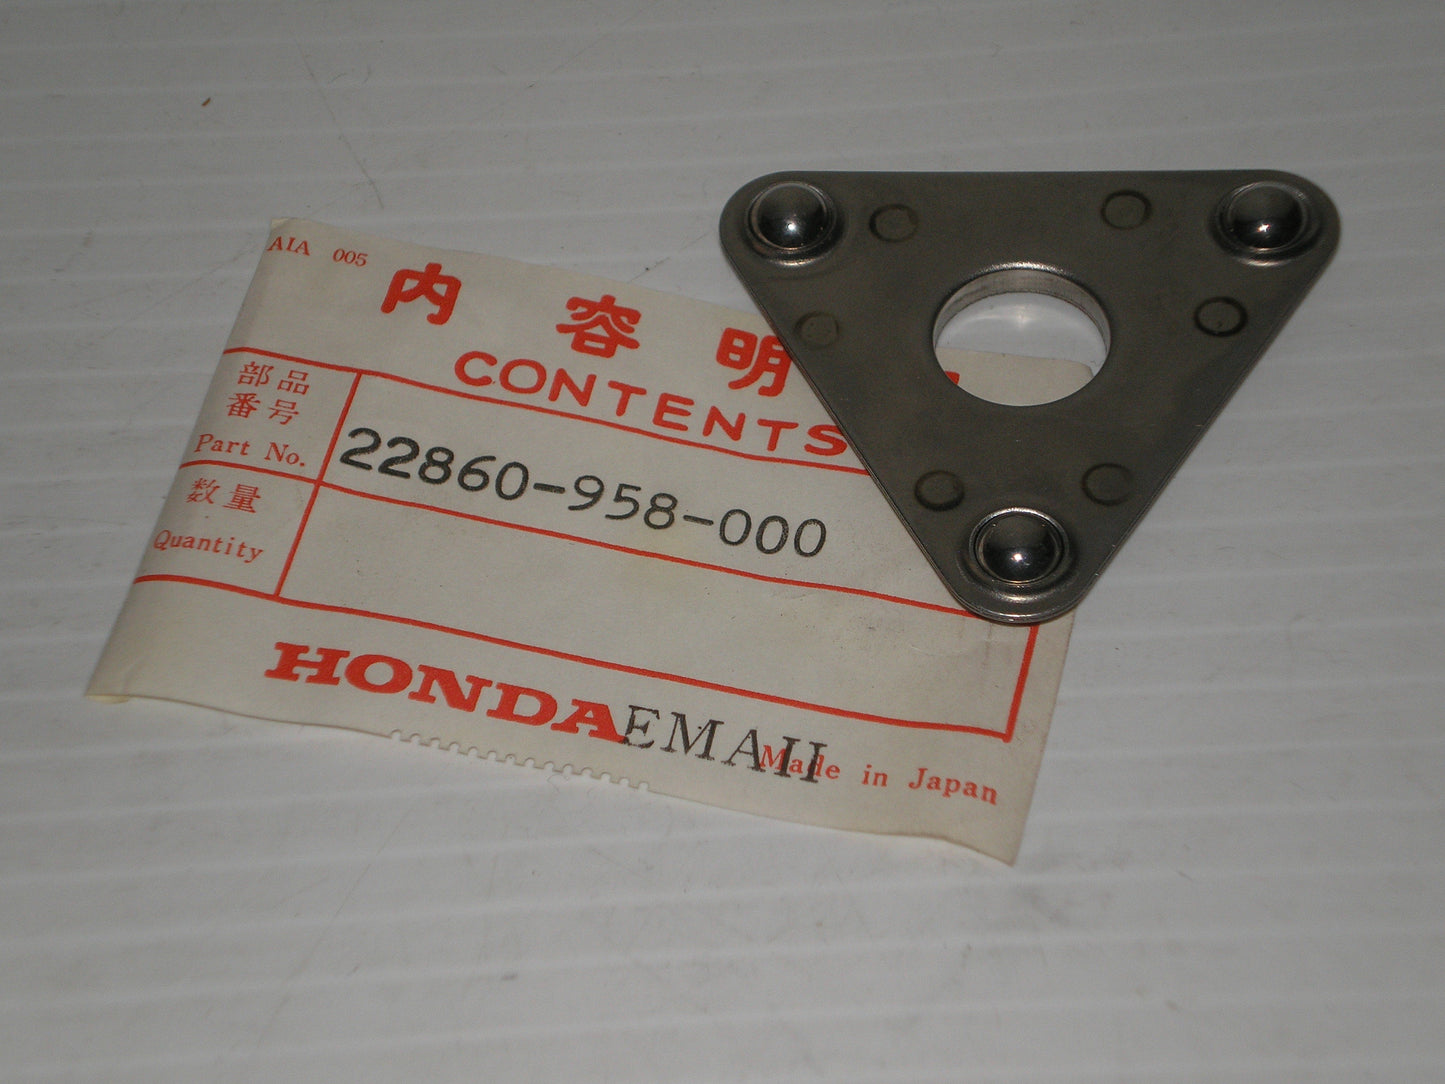 AIA 005
内容明
CONTENTS
部品
番号
Part No.
22860-958-000
数量
Quantity
HONDA
EMAII
Made in Japan